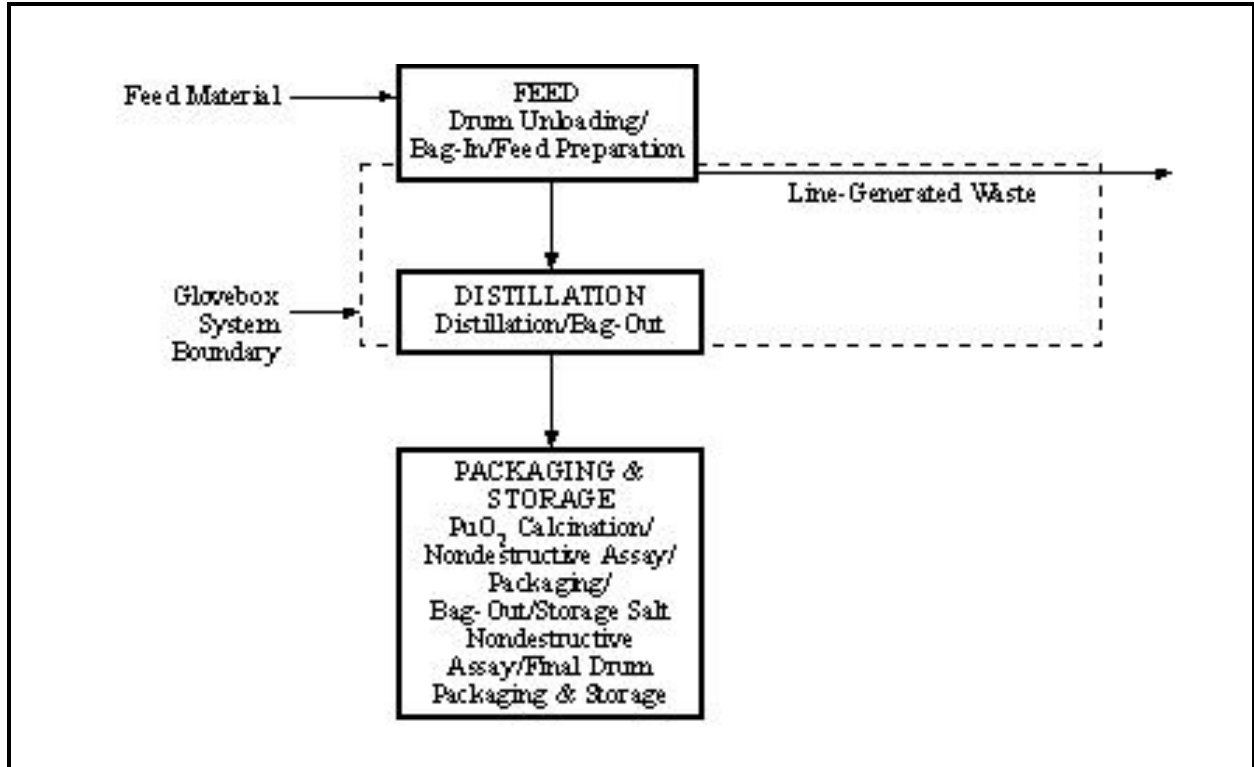 Feed Material
FEED
Drum Unloading/
Bag-In/Feed Preparation
Line-Generated Waste
Glovebox
System
Boundary
DISTILLATION
Distillation/Bag-Out
PACKAGING &
STORAGE
PuO₂ Calcination/
Nondestructive Assay/
Packaging/
Bag-Out/Storage Salt
Nondestructive
Assay/Final Drum
Packaging & Storage